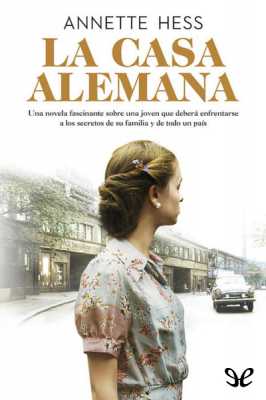 ANNETTE HESS
LA CASA
ALEMANA
Una novela fascinante sobre una joven que deberá enfrentarse
a los secretos de su familia y de todo un país